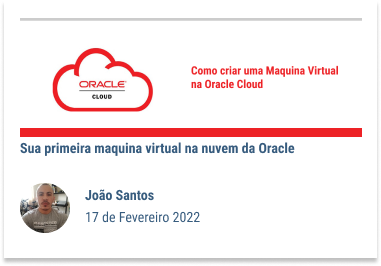 ORACLE
CLOUD
Como criar uma Maquina Virtual
na Oracle Cloud
Sua primeira maquina virtual na nuvem da Oracle
João Santos
17 de Fevereiro 2022